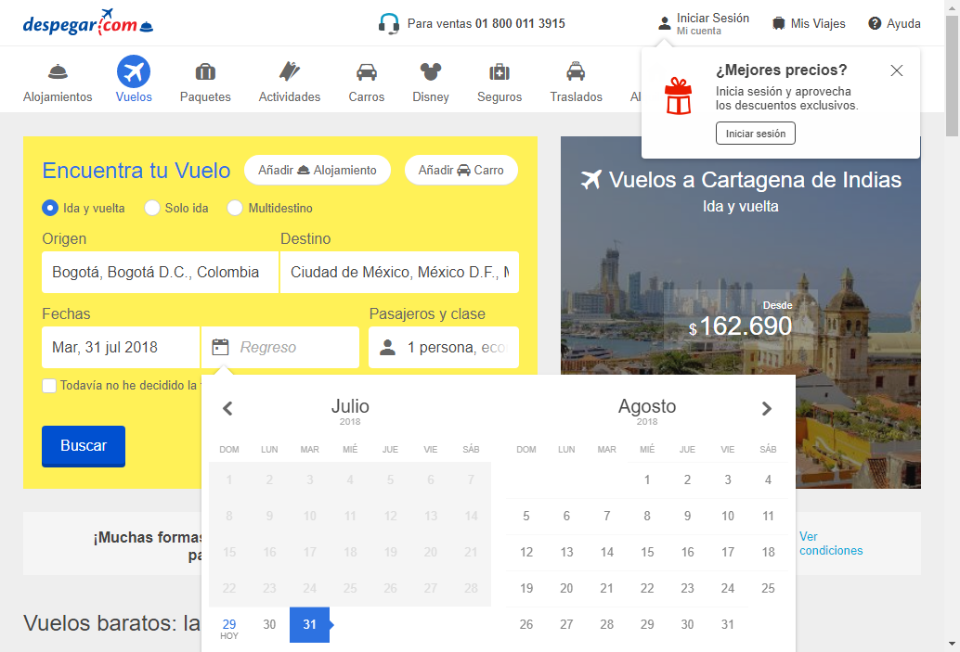 despegar.com
Para ventas 01 800 011 3915
Iniciar Sesión
Mi cuenta
Mis Viajes
Ayuda
Alojamientos
Vuelos
Paquetes
Actividades
Carros
Disney
Seguros
Traslados
Al
¿Mejores precios?
Inicia sesión y aprovecha
los descuentos exclusivos.
Iniciar sesión
Encuentra tu Vuelo
Añadir Alojamiento
Añadir Carro
Ida y vuelta
Solo ida
Multidestino
Origen
Destino
Bogotá, Bogotá D.C., Colombia
Ciudad de México, México D.F., M
Fechas
Pasajeros y clase
Mar, 31 jul 2018
Regreso
1 persona, eco
Todavía no he decidido la
Buscar
Vuelos a Cartagena de Indias
Ida y vuelta
Desde
$ 162.690
Julio
2018
DOM LUN MAR MIÉ JUE VIE SÁB
1 2 3 4 5 6 7
8 9 10 11 12 13 14
15 16 17 18 19 20 21
22 23 24 25 26 27 28
29 30 31
HOY
Agosto
2018
DOM LUN MAR MIÉ JUE VIE SÁB
1 2 3 4
5 6 7 8 9 10 11
12 13 14 15 16 17 18
19 20 21 22 23 24 25
26 27 28 29 30 31
¡Muchas formas
pa
Ver
condiciones
Vuelos baratos: la